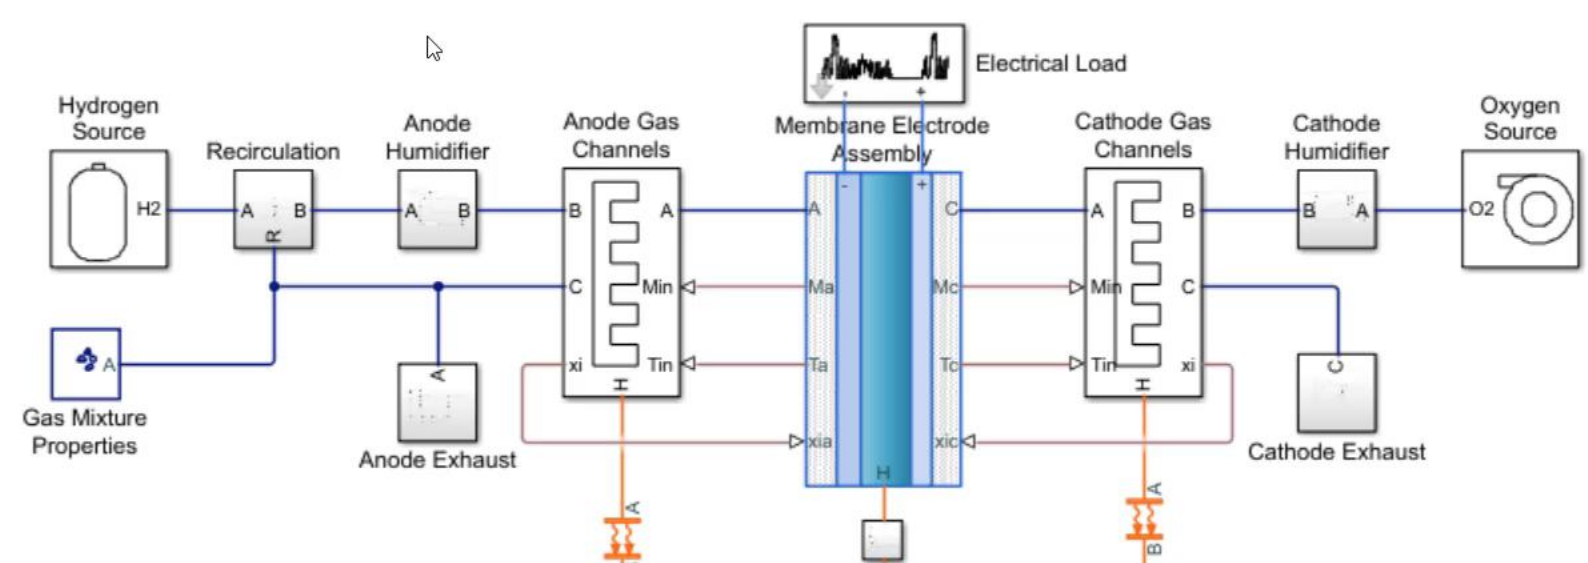 Electrical Load
Hydrogen
Source
Oxygen
Source
Anode
Humidifier
Anode Gas
Channels
- +
Membrane Electrode
Assembly
Cathode Gas
Channels
Cathode
Humidifier
Recirculation
- +
H2
A B
R
A B
B A
A C
A B
B A
O2
C Min
Ma Mc
Min C
xi Tin
Ta Tc
Tin xi
H
H
A
A
C
Gas Mixture
Properties
Anode Exhaust
xia xic
Cathode Exhaust
H
A
A
B